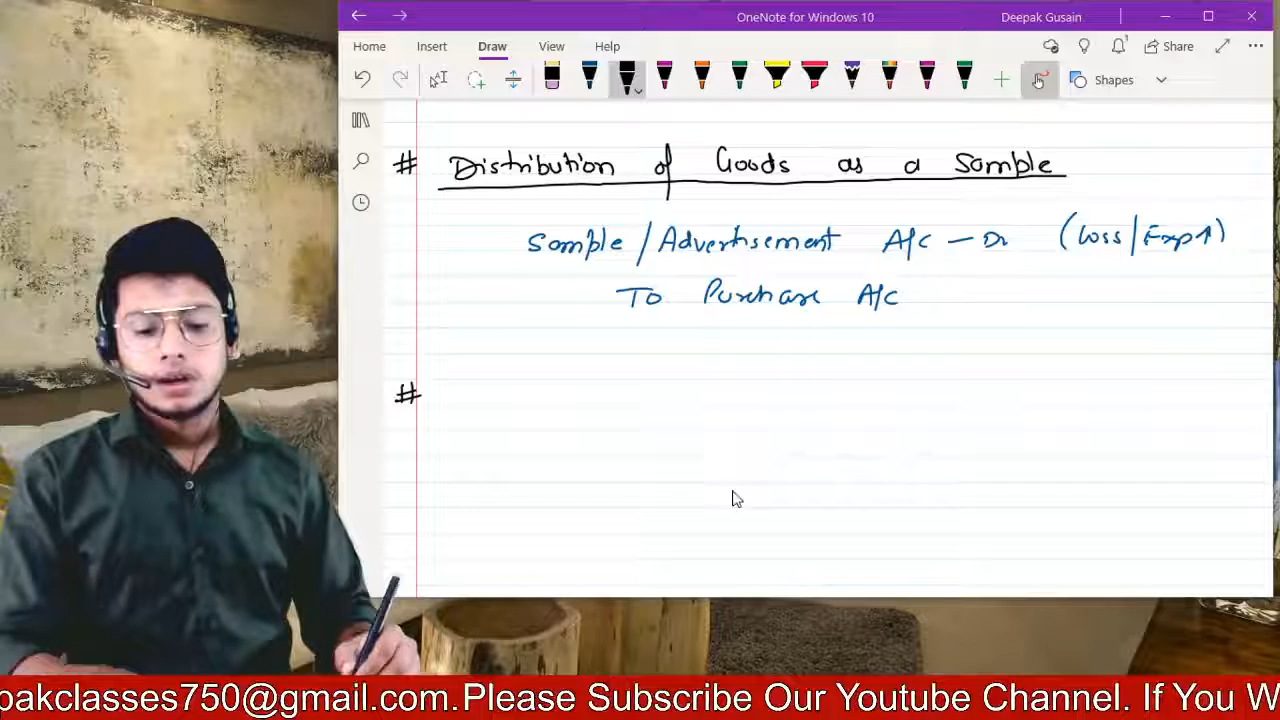 OneNote for Windows 10 Deepak Gusain
Home Insert Draw View Help Share
Shapes
# Distribution of Goods as a Sample
Sample / Advertisement A/c - Dr (Loss / Exp↑)
To Purchase A/c
#
pakclasses750@gmail.com.Please Subscribe Our Youtube Channel. If You W